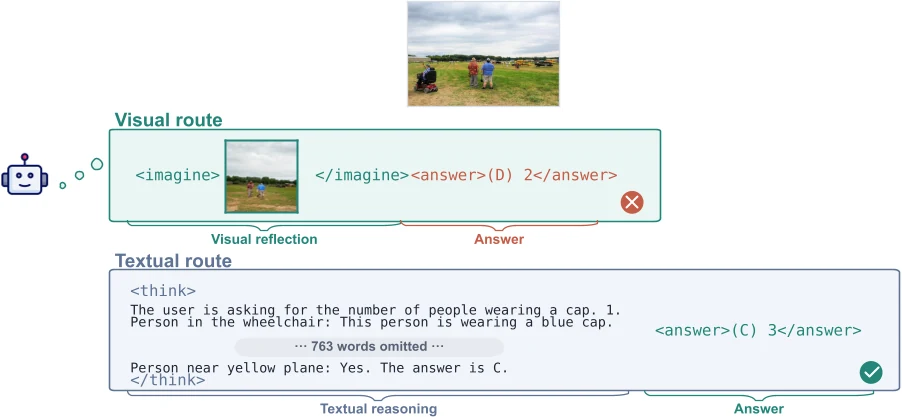 Visual route
<imagine> </imagine><answer>(D) 2</answer>
Visual reflection
Answer
Textual route
<think>
The user is asking for the number of people wearing a cap. 1.
Person in the wheelchair: This person is wearing a blue cap.
··· 763 words omitted ···
Person near yellow plane: Yes. The answer is C.
</think>
<answer>(C) 3</answer>
Textual reasoning
Answer